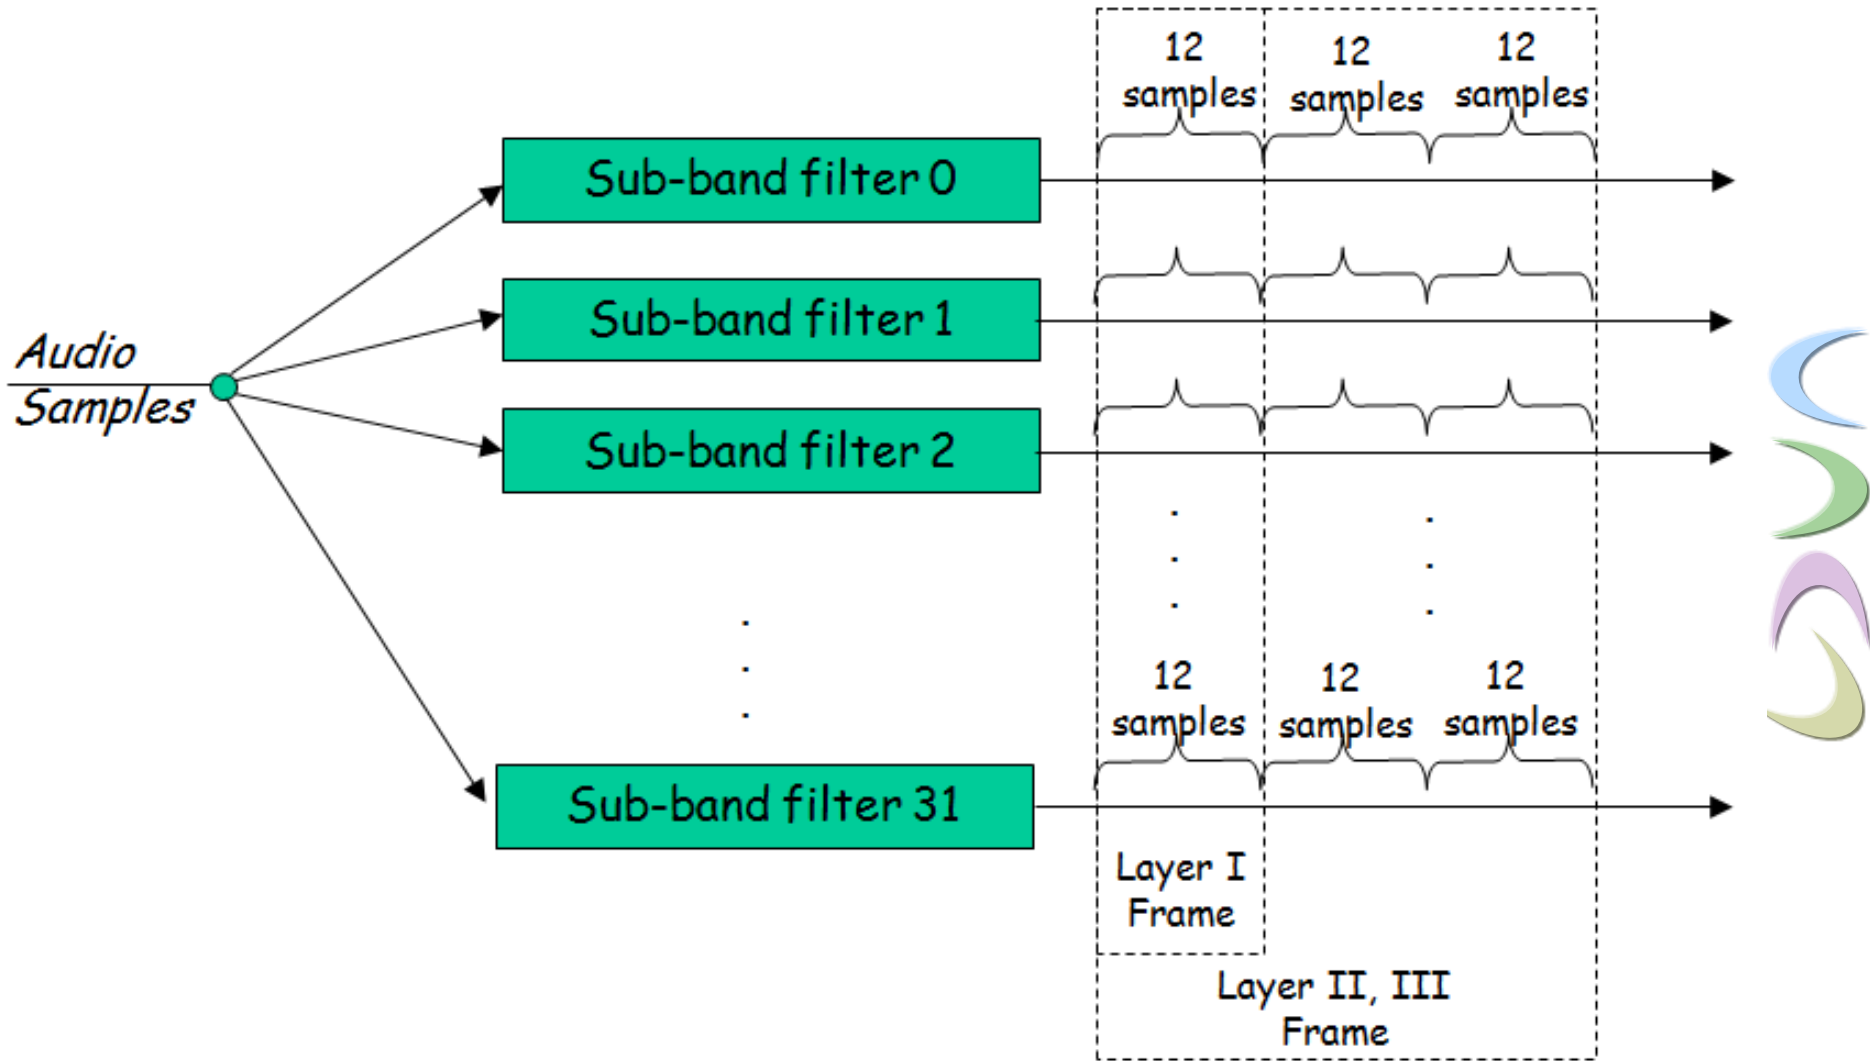 12
samples
12
samples
12
samples
Sub-band filter 0
Sub-band filter 1
Audio
Samples
Sub-band filter 2
.
.
.
.
.
.
.
.
.
12
samples
12
samples
12
samples
Sub-band filter 31
Layer I
Frame
Layer II, III
Frame